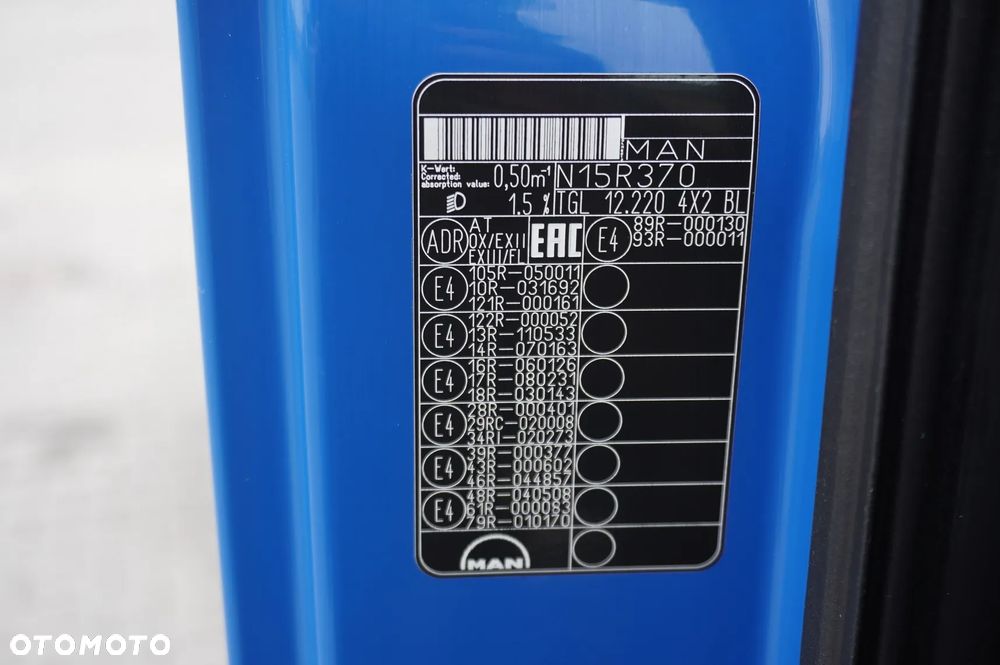 MAN
K-Wert:
Corrected
absorption value: 0,50m⁻¹ N15R370
1.5 % TGL 12.220 4X2 BL
ADR AT
OX/EXII
EXIII/FL
EAC
E4 89R-000130
93R-000011
E4 105R-050011
10R-031692
121R-000161
E4 122R-000052
13R-110533
14R-070163
E4 16R-060126
17R-080231
18R-030143
E4 28R-000401
29RC-020008
34RI-020273
E4 39R-000377
43R-000602
46R-044857
E4 48R-040508
61R-000083
79R-010170
MAN
OTOMOTO